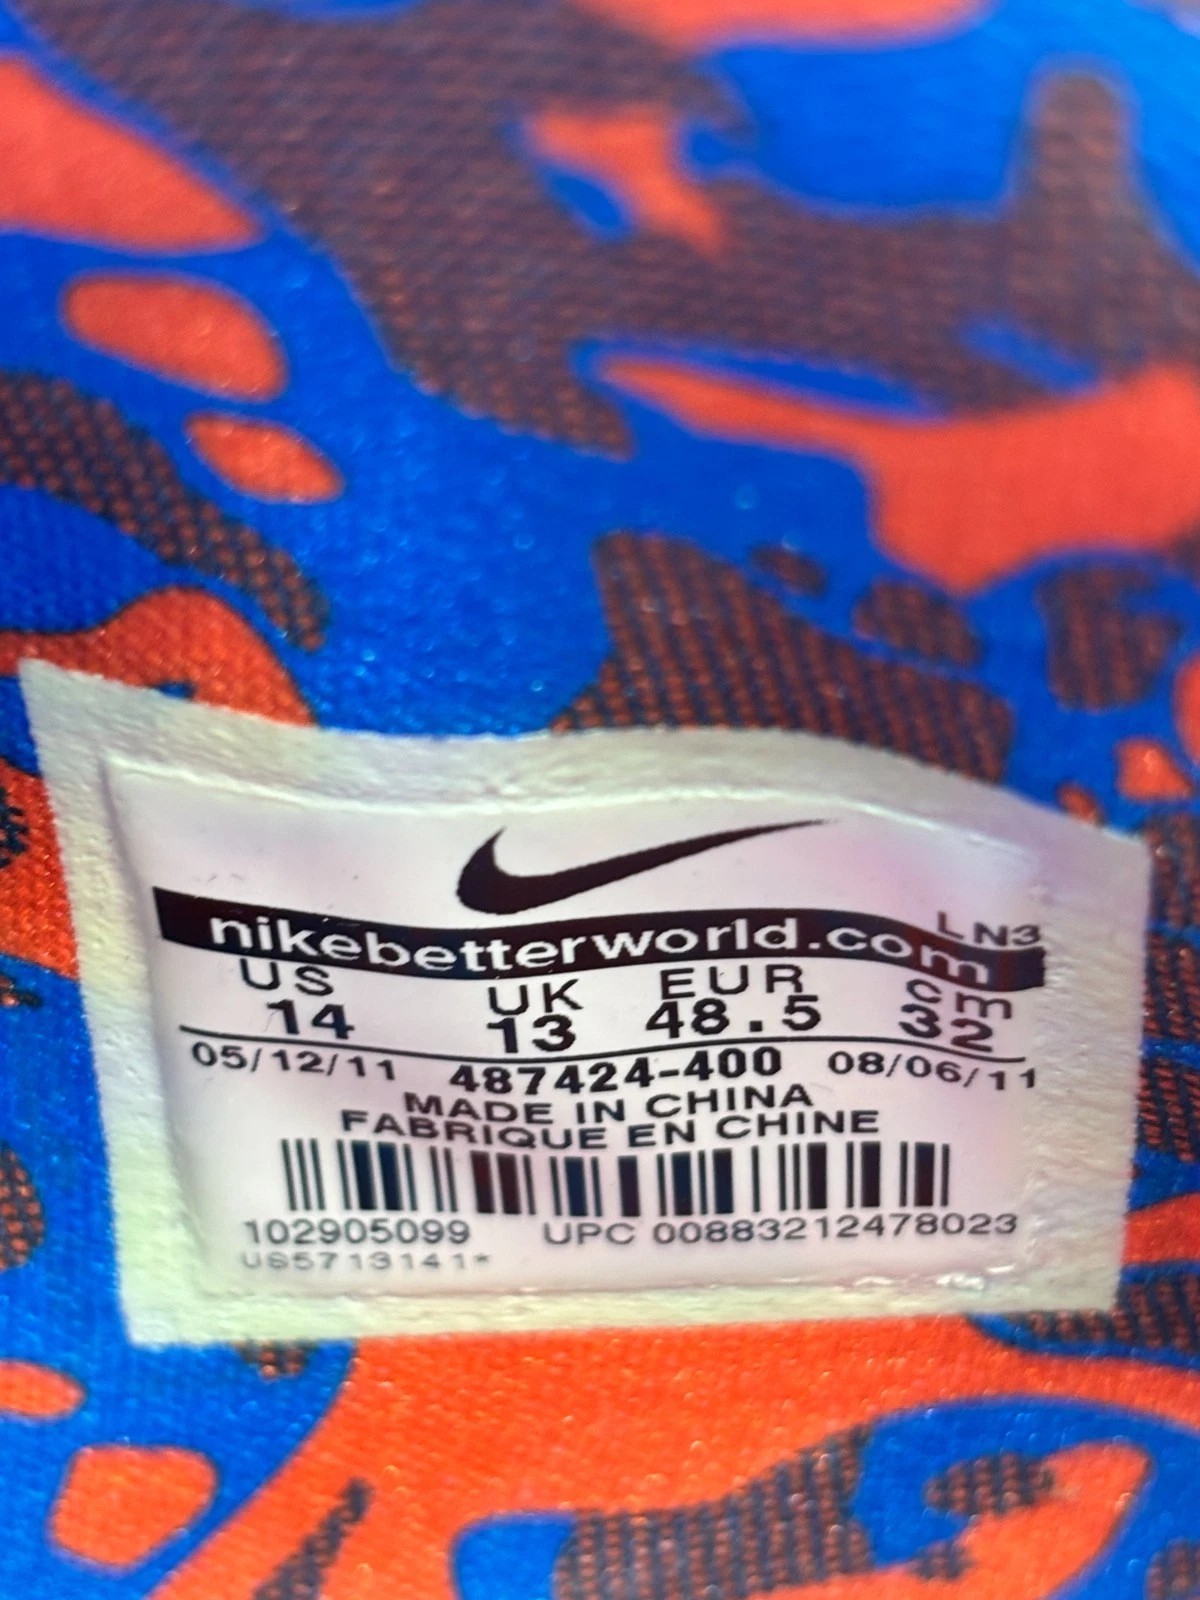 LN3
nikebetterworld.com
US UK EUR cm
14 13 48.5 32
05/12/11 487424-400 08/06/11
MADE IN CHINA
FABRIQUE EN CHINE
102905099 UPC 00883212478023
US5713141*